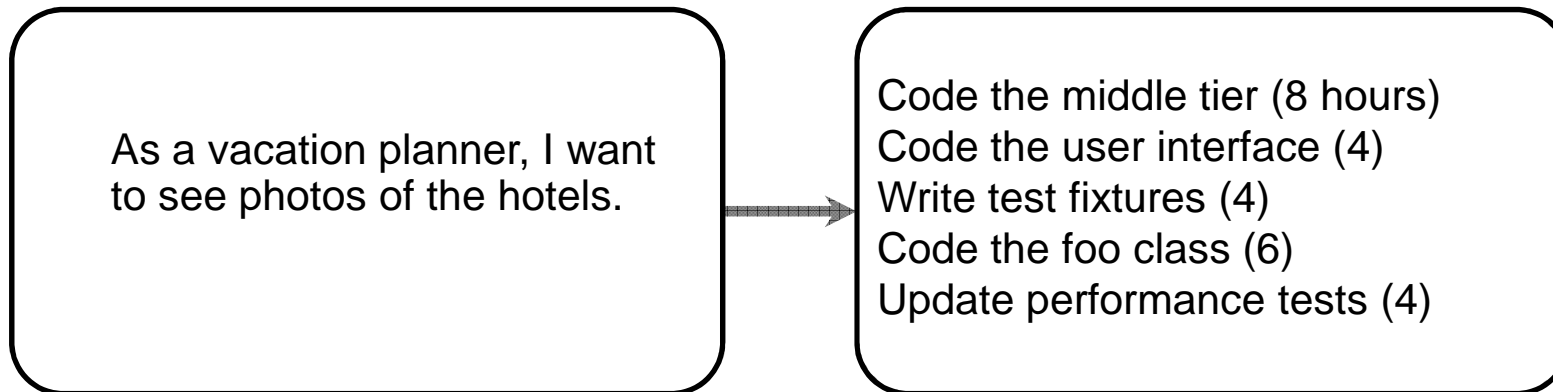 As a vacation planner, I want
to see photos of the hotels.
Code the middle tier (8 hours)
Code the user interface (4)
Write test fixtures (4)
Code the foo class (6)
Update performance tests (4)